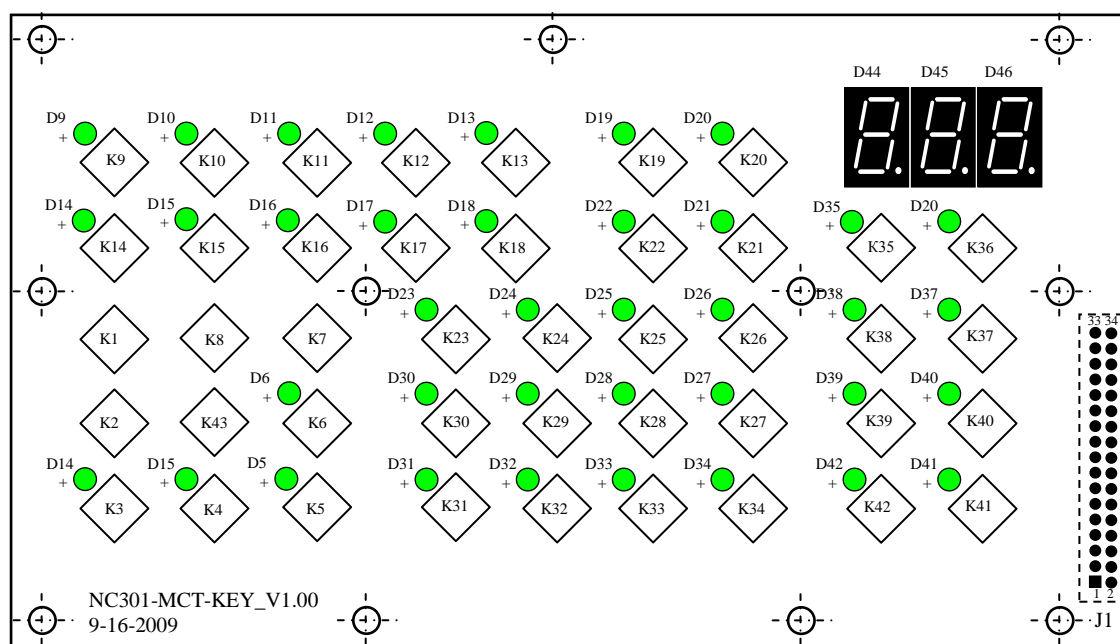 D44 D45 D46
D9 D10 D11 D12 D13 D19 D20
+ + + + + + +
K9 K10 K11 K12 K13 K19 K20
8. 8. 8.
D14 D15 D16 D17 D18 D22 D21 D35 D20
+ + + + + + + + +
K14 K15 K16 K17 K18 K22 K21 K35 K36
D23 D24 D25 D26 D38 D37
+ + + + + +
K1 K8 K7 K23 K24 K25 K26 K38 K37
33 34
D6 D30 D29 D28 D27 D39 D40
+ + + + + + +
K2 K43 K6 K30 K29 K28 K27 K39 K40
D14 D15 D5 D31 D32 D33 D34 D42 D41
+ + + + + + + + +
K3 K4 K5 K31 K32 K33 K34 K42 K41
1 2
J1
NC301-MCT-KEY_V1.00
9-16-2009